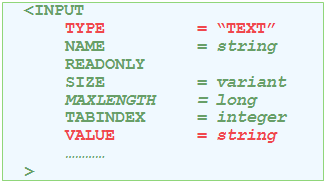 <INPUT
TYPE = “TEXT”
NAME = string
READONLY
SIZE = variant
MAXLENGTH = long
TABINDEX = integer
VALUE = string
…………
>